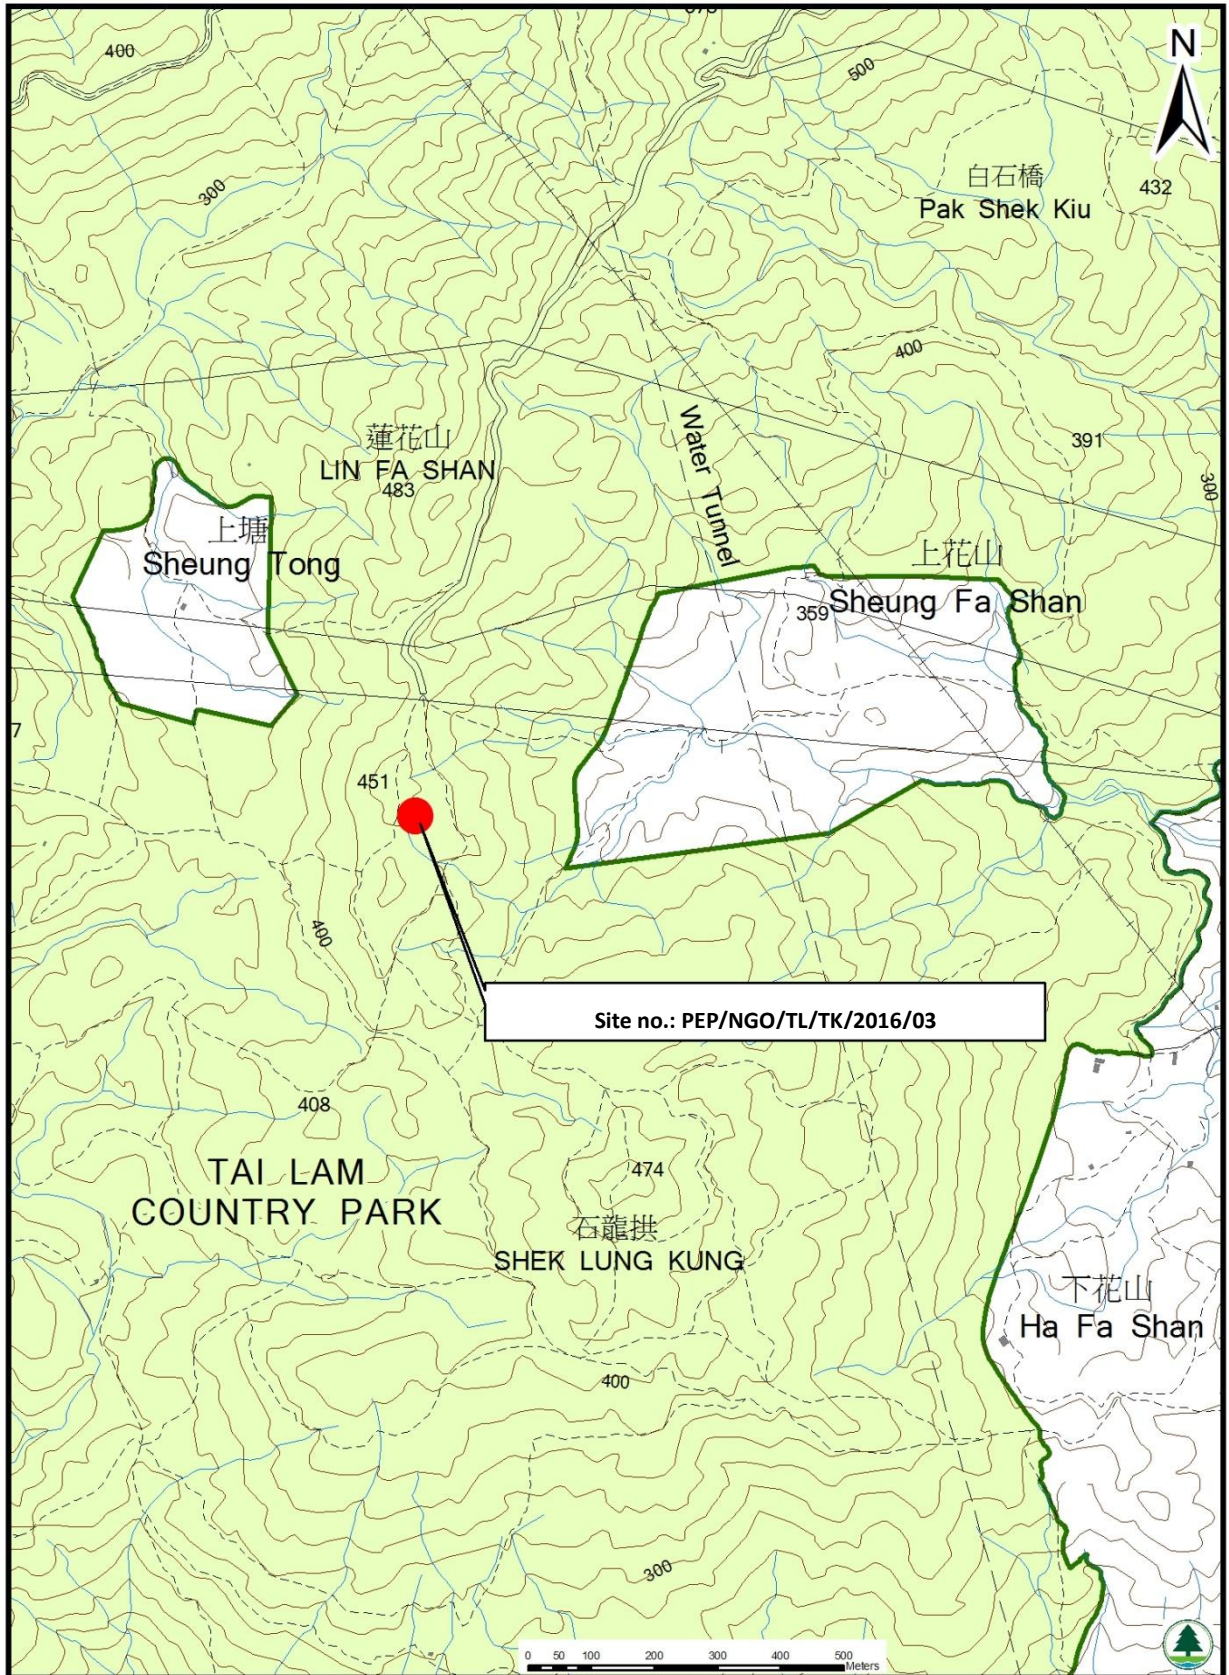 400
500
N
白石橋
Pak Shek Kiu
432
300
400
蓮花山
LIN FA SHAN
483
Water Tunnel
391
300
上塘
Sheung Tong
上花山
Sheung Fa Shan
359
7
451
400
Site no.: PEP/NGO/TL/TK/2016/03
408
TAI LAM
COUNTRY PARK
474
石龍拱
SHEK LUNG KUNG
下花山
Ha Fa Shan
400
300
0 50 100 200 300 400 500
Meters